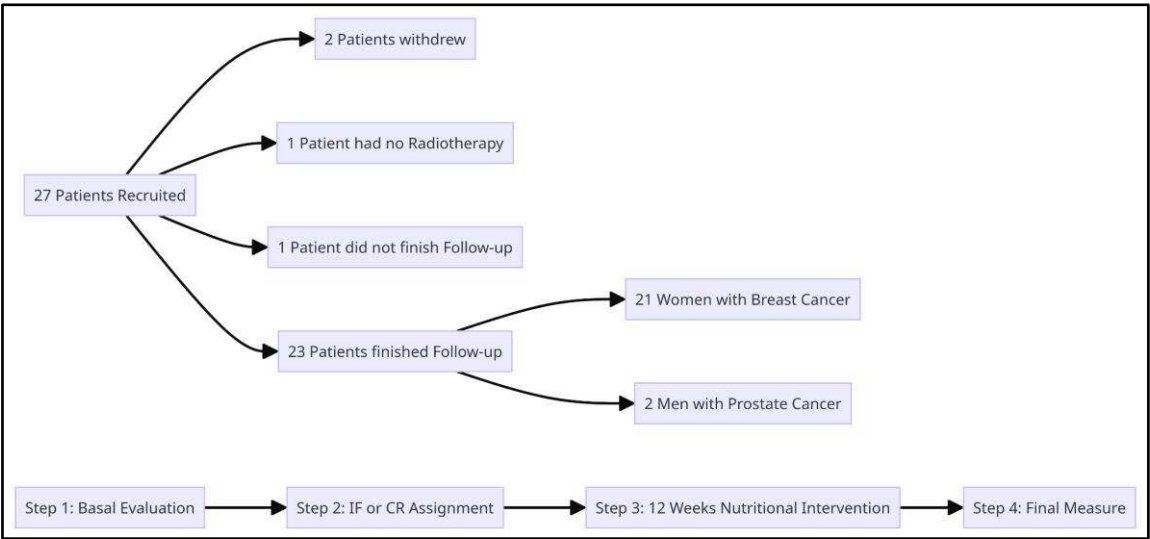 2 Patients withdrew
1 Patient had no Radiotherapy
27 Patients Recruited
1 Patient did not finish Follow-up
21 Women with Breast Cancer
23 Patients finished Follow-up
2 Men with Prostate Cancer
Step 1: Basal Evaluation
Step 2: IF or CR Assignment
Step 3: 12 Weeks Nutritional Intervention
Step 4: Final Measure